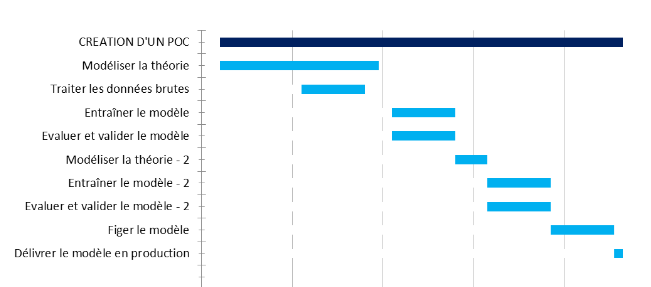 CREATION D'UN POC
Modéliser la théorie
Traiter les données brutes
Entraîner le modèle
Evaluer et valider le modèle
Modéliser la théorie - 2
Entraîner le modèle - 2
Evaluer et valider le modèle - 2
Figer le modèle
Délivrer le modèle en production